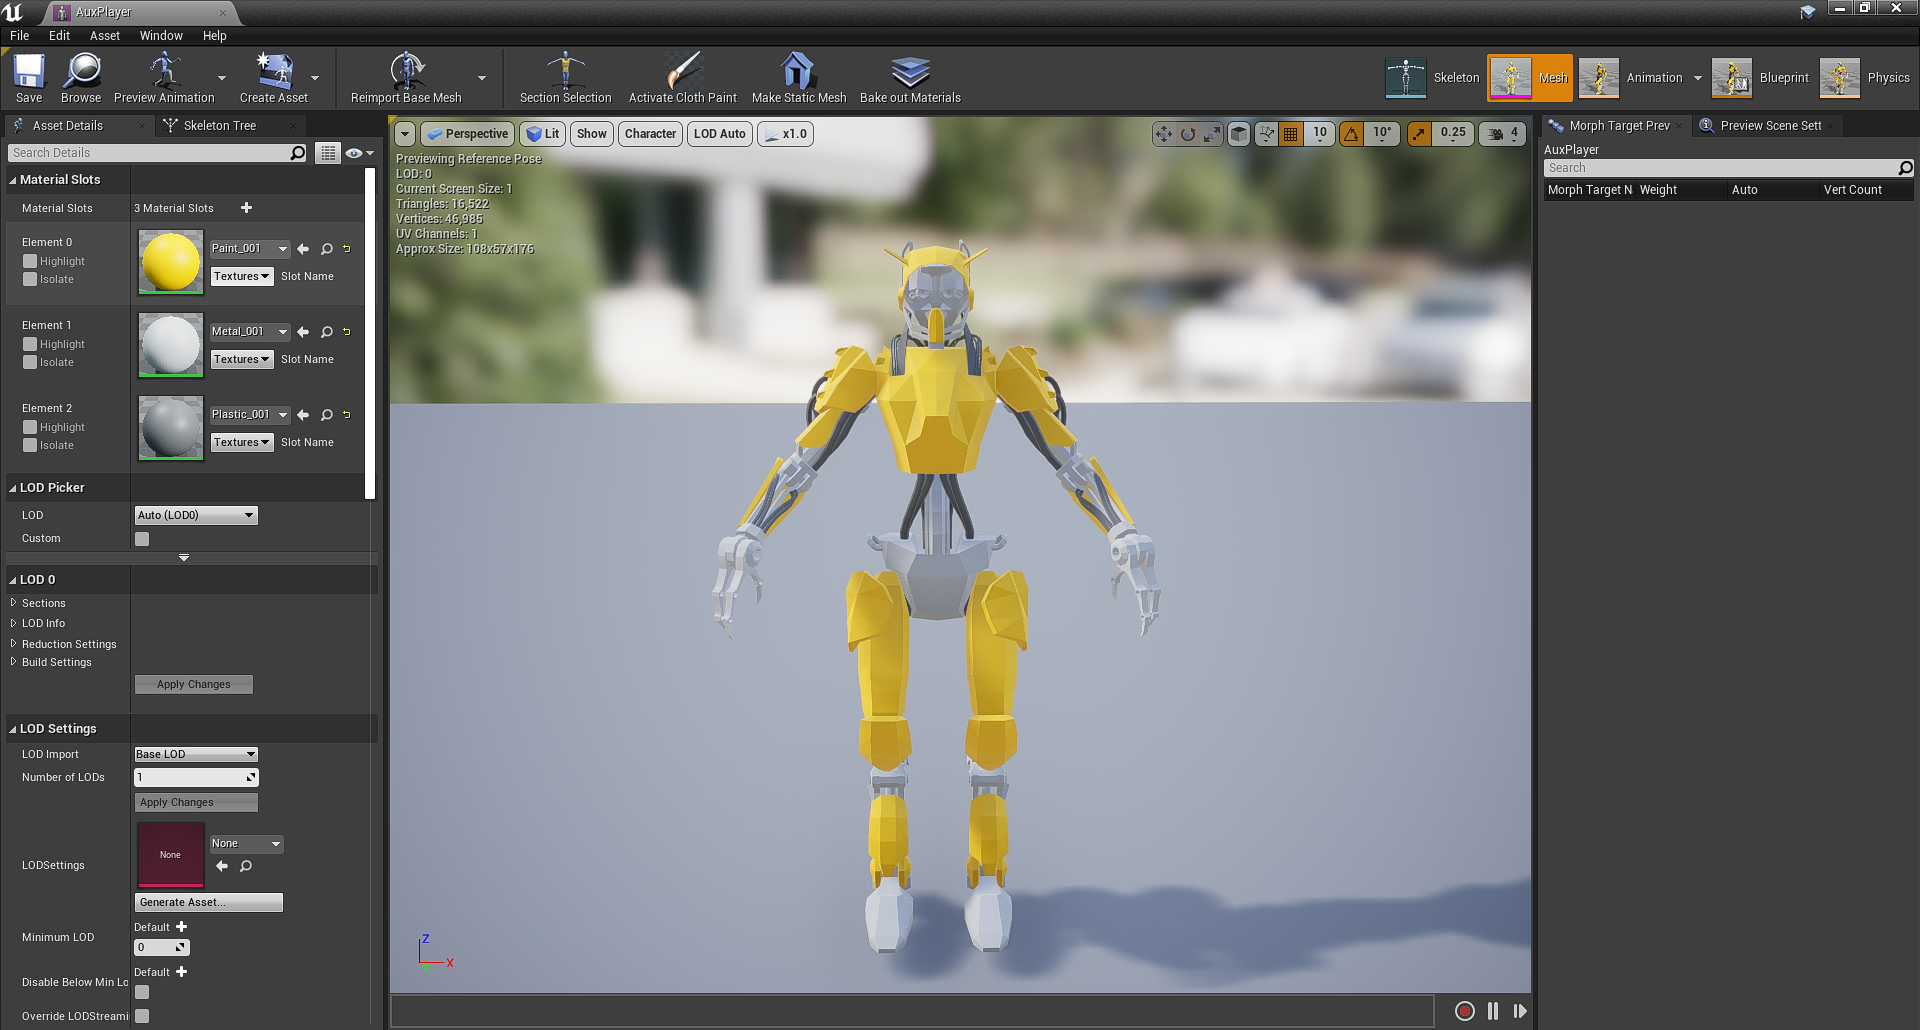 AuxPlayer
File Edit Asset Window Help
Save Browse Preview Animation Create Asset Reimport Base Mesh Section Selection Activate Cloth Paint Make Static Mesh Bake out Materials
Skeleton Mesh Animation Blueprint Physics
Asset Details Skeleton Tree
Search Details
Material Slots
Material Slots 3 Material Slots
Element 0
Highlight
Isolate
Paint_001
Textures Slot Name
Element 1
Highlight
Isolate
Metal_001
Textures Slot Name
Element 2
Highlight
Isolate
Plastic_001
Textures Slot Name
LOD Picker
LOD Auto (LOD0)
Custom
LOD 0
Sections
LOD Info
Reduction Settings
Build Settings
Apply Changes
LOD Settings
LOD Import Base LOD
Number of LODs 1
Apply Changes
LODSettings
None
None
Generate Asset...
Minimum LOD
Default
0
Default
Disable Below Min Lo
Override LODStreami
Perspective Lit Show Character LOD Auto x1.0
10 10° 0.25 4
Previewing Reference Pose
LOD: 0
Current Screen Size: 1
Triangles: 16,522
Vertices: 46,985
UV Channels: 1
Approx Size: 108x57x176
Z
X
Y
Morph Target Prev Preview Scene Sett
AuxPlayer
Search
Morph Target N Weight Auto Vert Count